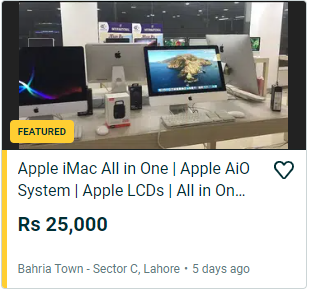 FEATURED
Apple iMac All in One | Apple AiO
System | Apple LCDs | All in On...
Rs 25,000
Bahria Town - Sector C, Lahore • 5 days ago